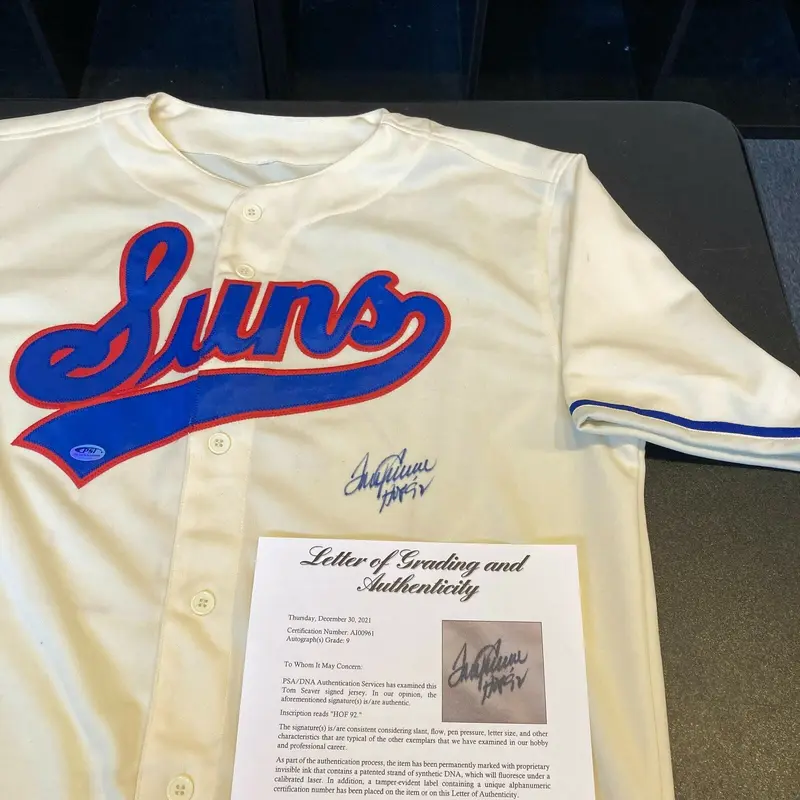 Suns
PSA
Tom Seaver
HOF 92
Letter of Grading and
Authenticity
Thursday, December 30, 2021
Certification Number: AI00961
Autograph(s) Grade: 9
To Whom It May Concern:
PSA/DNA Authentication Services has examined this
Tom Seaver signed jersey. In our opinion, the
aforementioned signature(s) is/are authentic.
Inscription reads "HOF 92."
Tom Seaver
HOF 92
The signature(s) is/are consistent considering slant, flow, pen pressure, letter size, and other
characteristics that are typical of the other exemplars that we have examined in our hobby
and professional career.
As part of the authentication process, the item has been permanently marked with proprietary
invisible ink that contains a patented strand of synthetic DNA, which will fluoresce under a
calibrated laser. In addition, a tamper-evident label containing a unique alphanumeric
certification number has been placed on the item or on this Letter of Authenticity.